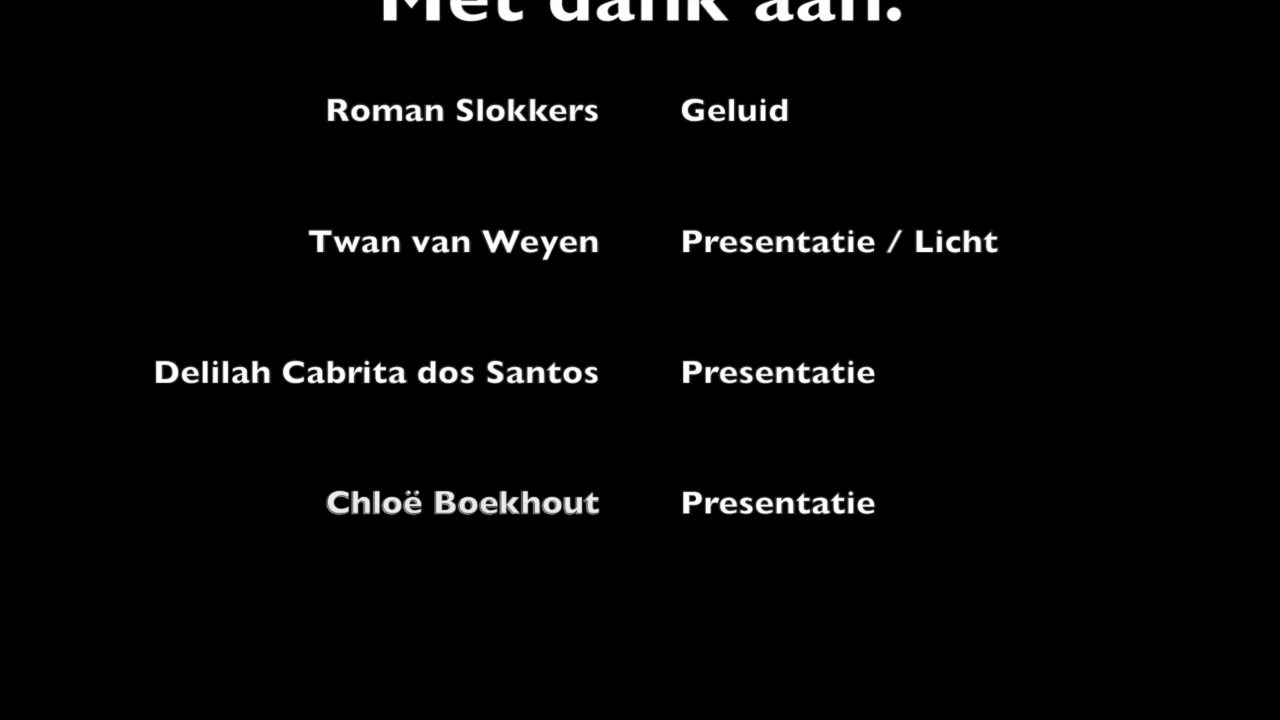 Met dank aan:
Roman Slokkers Geluid
Twan van Weyen Presentatie / Licht
Delilah Cabrita dos Santos Presentatie
Chloë Boekhout Presentatie